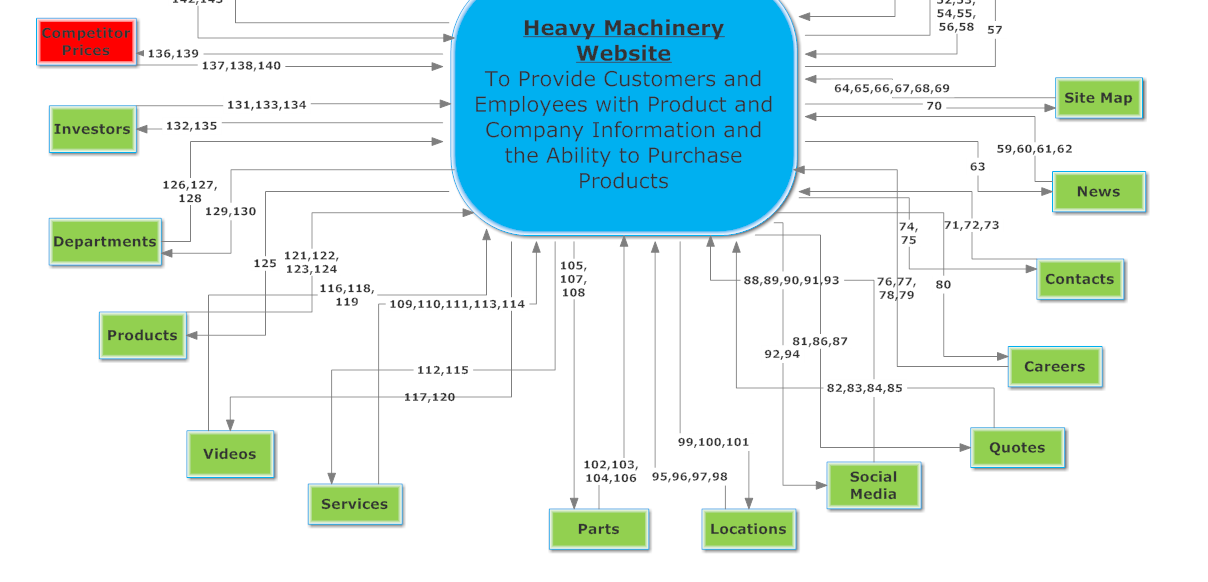 142,143
52,53,
54,55,
56,58
57
Heavy Machinery
Website
To Provide Customers and
Employees with Product and
Company Information and
the Ability to Purchase
Products
Competitor
Prices
136,139
137,138,140
64,65,66,67,68,69
70
Site Map
131,133,134
Investors
132,135
59,60,61,62
63
News
126,127,
128
129,130
Departments
71,72,73
74,
75
Contacts
121,122,
123,124
125
105,
107,
108
116,118,
119
109,110,111,113,114
88,89,90,91,93
76,77,
78,79
80
Products
81,86,87
92,94
Careers
112,115
117,120
82,83,84,85
99,100,101
Quotes
Videos
102,103,
104,106
95,96,97,98
Social
Media
Services
Parts
Locations